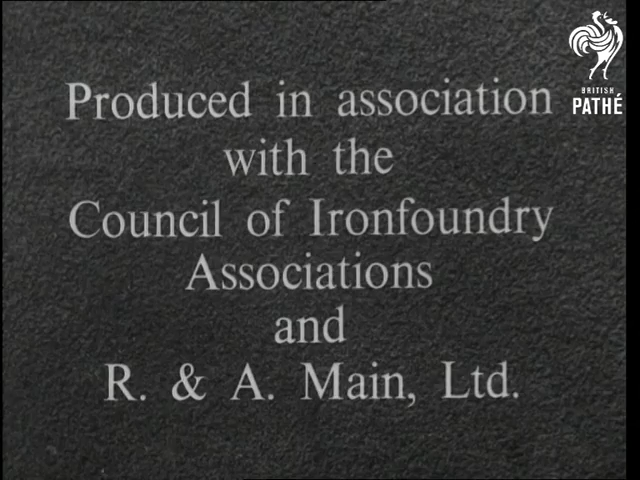 BRITISH
PATHÉ
Produced in association
with the
Council of Ironfoundry
Associations
and
R. & A. Main, Ltd.